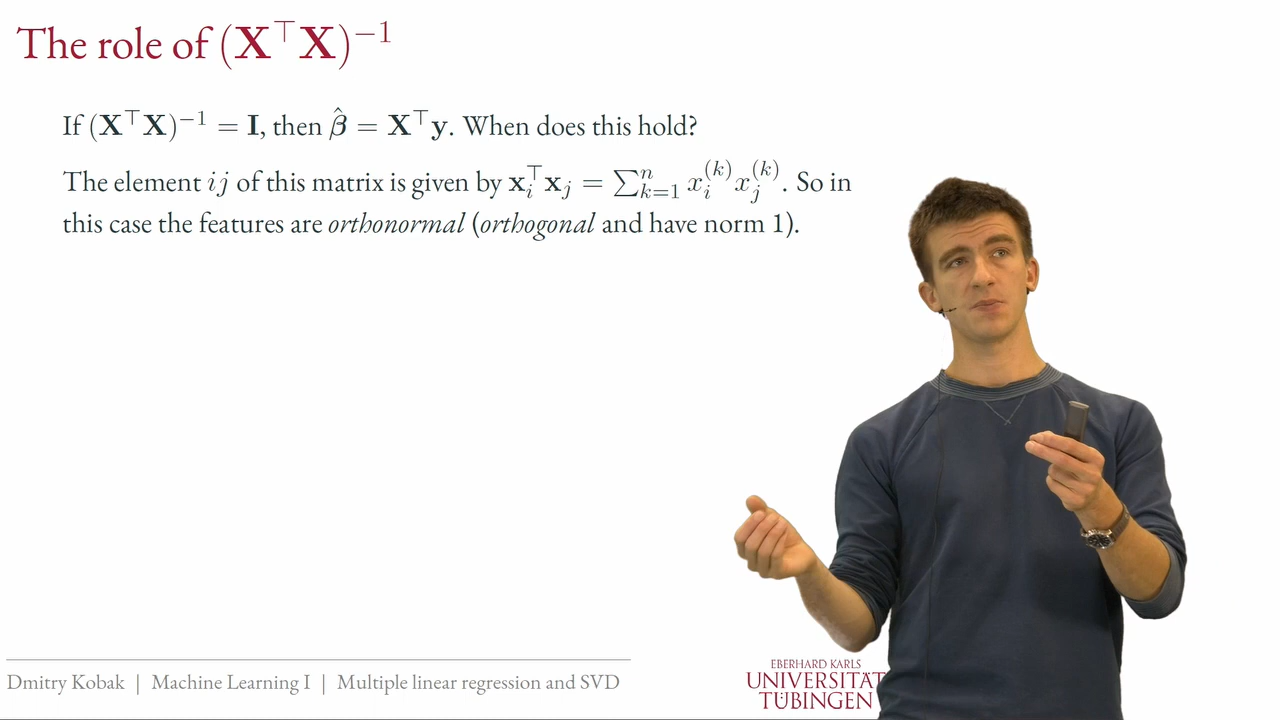 The role of (X⊤X)⁻¹
If (X⊤X)⁻¹ = I, then β̂ = X⊤y. When does this hold?
The element ij of this matrix is given by xᵢ⊤xⱼ = ∑ₖ₌₁ⁿ xᵢ⁽ᵏ⁾xⱼ⁽ᵏ⁾. So in
this case the features are orthonormal (orthogonal and have norm 1).
Dmitry Kobak | Machine Learning I | Multiple linear regression and SVD
EBERHARD KARLS
UNIVERSITÄT
TÜBINGEN